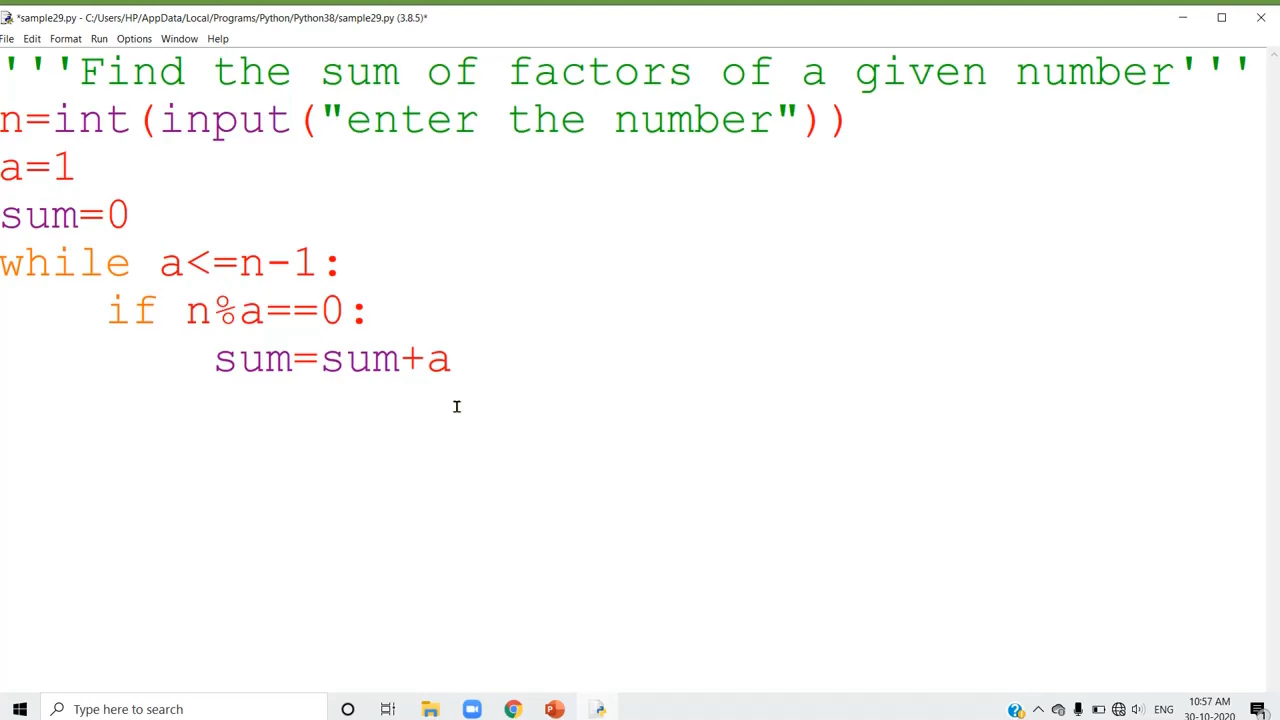 *sample29.py - C:/Users/HP/AppData/Local/Programs/Python/Python38/sample29.py (3.8.5)*
File Edit Format Run Options Window Help
'''Find the sum of factors of a given number'''
n=int(input("enter the number"))
a=1
sum=0
while a<=n-1:
    if n%a==0:
        sum=sum+a
Type here to search
ENG
10:57 AM
30-10-2020